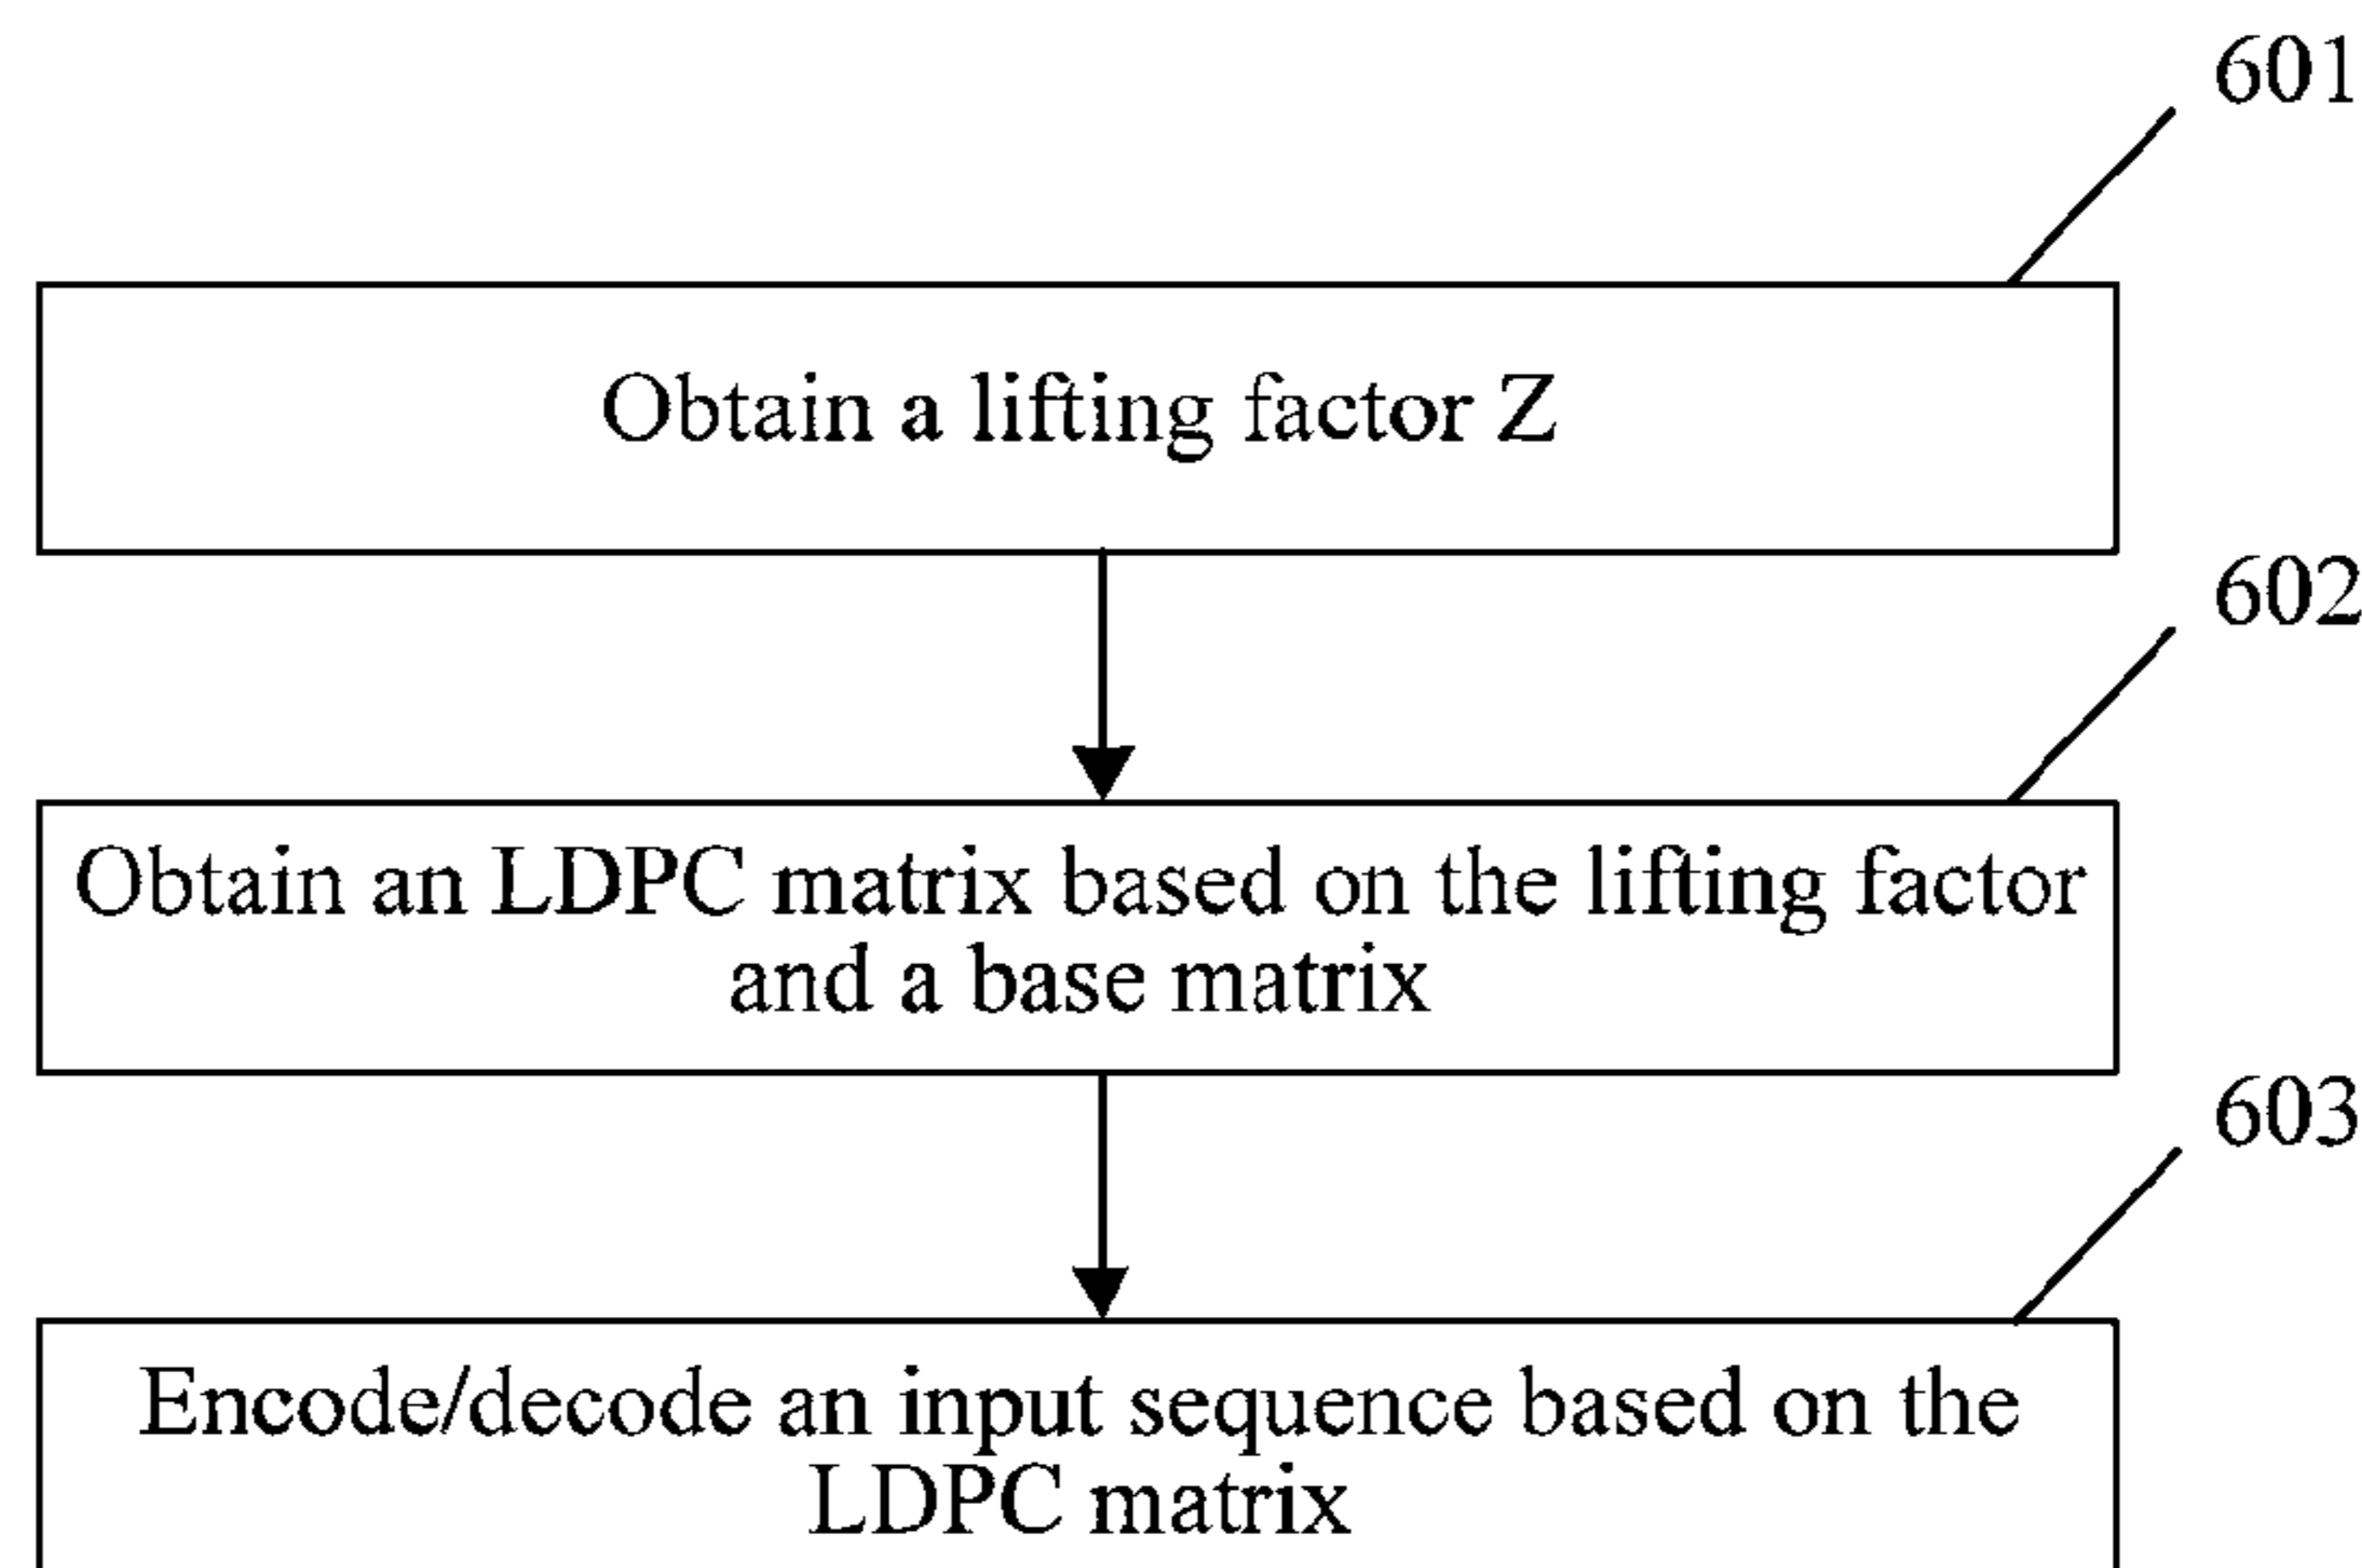 601
Obtain a lifting factor Z
602
Obtain an LDPC matrix based on the lifting factor
and a base matrix
603
Encode/decode an input sequence based on the
LDPC matrix